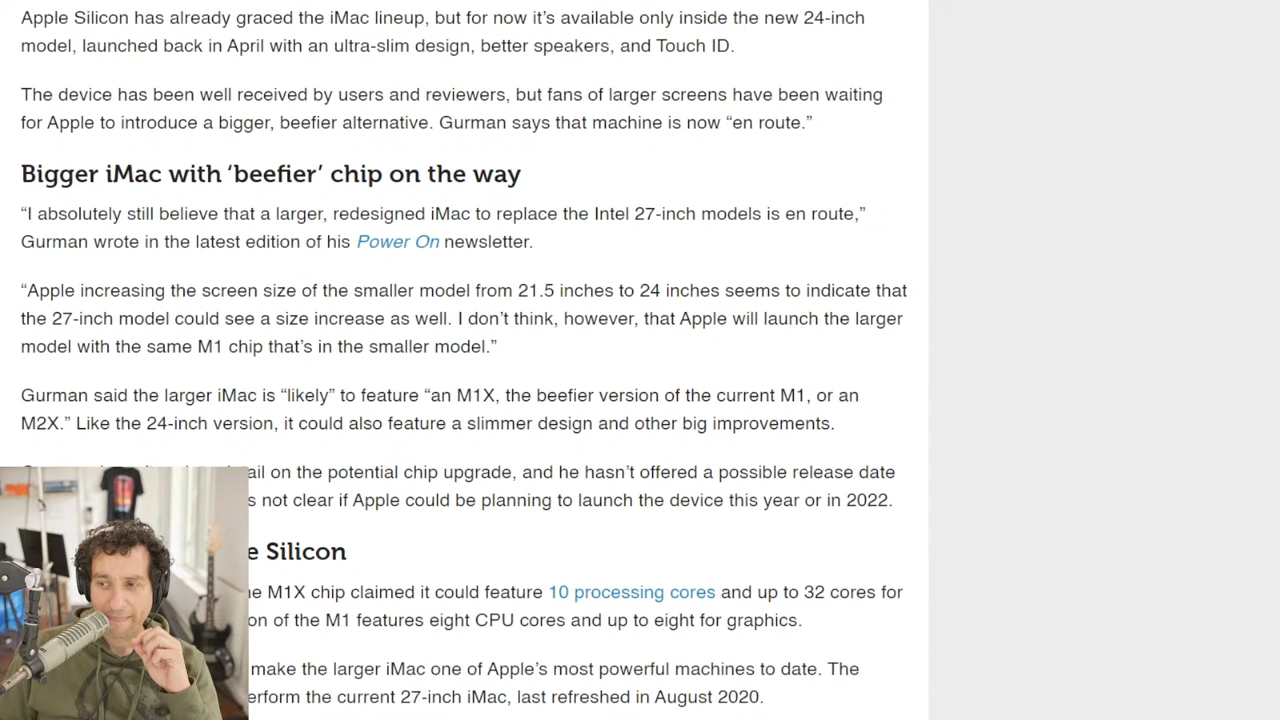 Apple Silicon has already graced the iMac lineup, but for now it’s available only inside the new 24-inch
model, launched back in April with an ultra-slim design, better speakers, and Touch ID.
The device has been well received by users and reviewers, but fans of larger screens have been waiting
for Apple to introduce a bigger, beefier alternative. Gurman says that machine is now “en route.”
Bigger iMac with ‘beefier’ chip on the way
“I absolutely still believe that a larger, redesigned iMac to replace the Intel 27-inch models is en route,”
Gurman wrote in the latest edition of his Power On newsletter.
“Apple increasing the screen size of the smaller model from 21.5 inches to 24 inches seems to indicate that
the 27-inch model could see a size increase as well. I don’t think, however, that Apple will launch the larger
model with the same M1 chip that’s in the smaller model.”
Gurman said the larger iMac is “likely” to feature “an M1X, the beefier version of the current M1, or an
M2X.” Like the 24-inch version, it could also feature a slimmer design and other big improvements.
on the potential chip upgrade, and he hasn’t offered a possible release date
not clear if Apple could be planning to launch the device this year or in 2022.
Silicon
M1X chip claimed it could feature 10 processing cores and up to 32 cores for
of the M1 features eight CPU cores and up to eight for graphics.
make the larger iMac one of Apple’s most powerful machines to date. The
the current 27-inch iMac, last refreshed in August 2020.